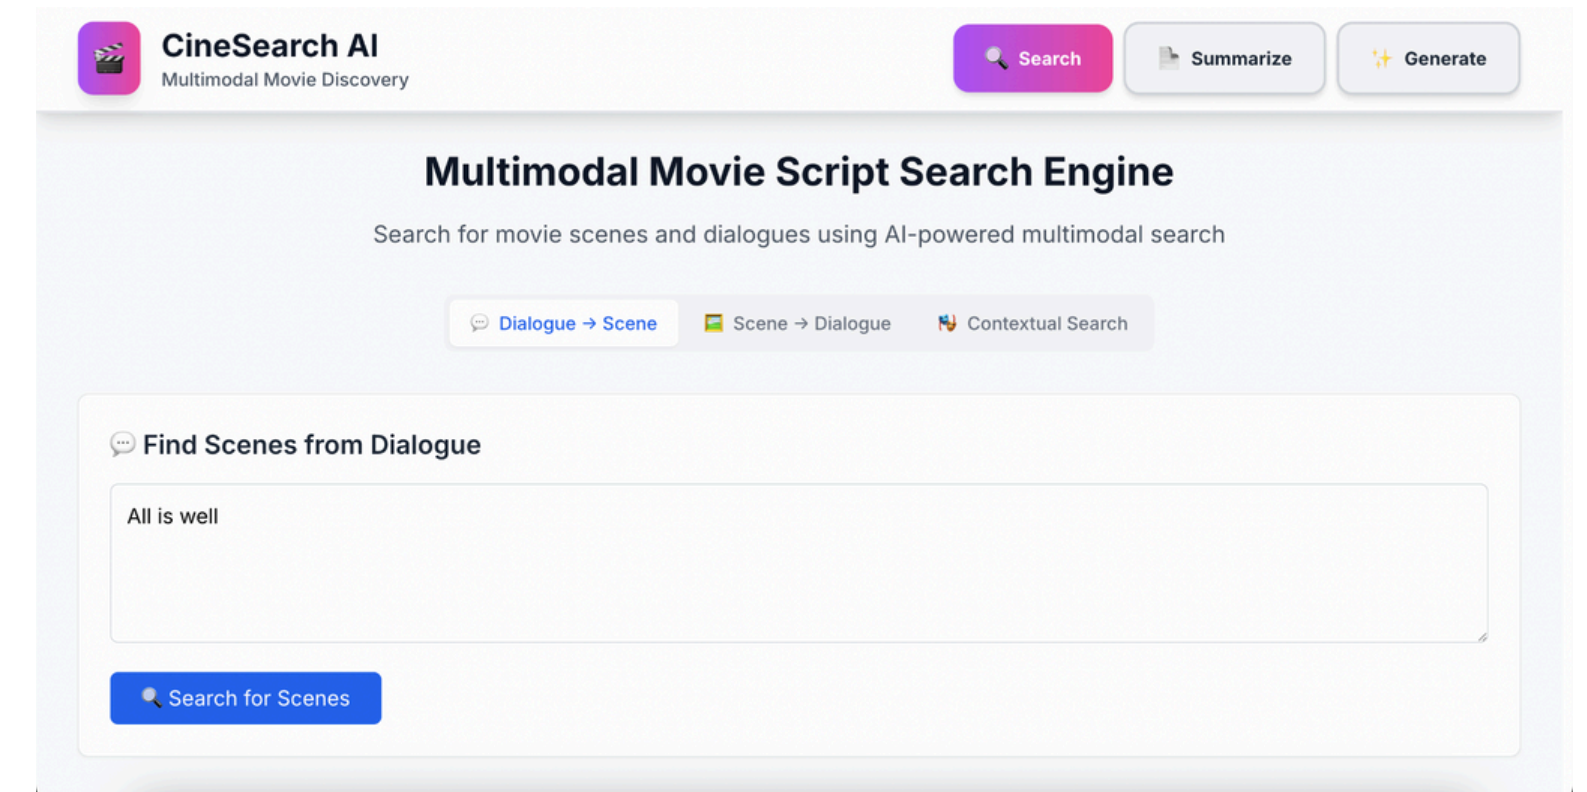 CineSearch AI
Multimodal Movie Discovery
Search
Summarize
Generate
Multimodal Movie Script Search Engine
Search for movie scenes and dialogues using AI-powered multimodal search
Dialogue → Scene
Scene → Dialogue
Contextual Search
Find Scenes from Dialogue
All is well
Search for Scenes